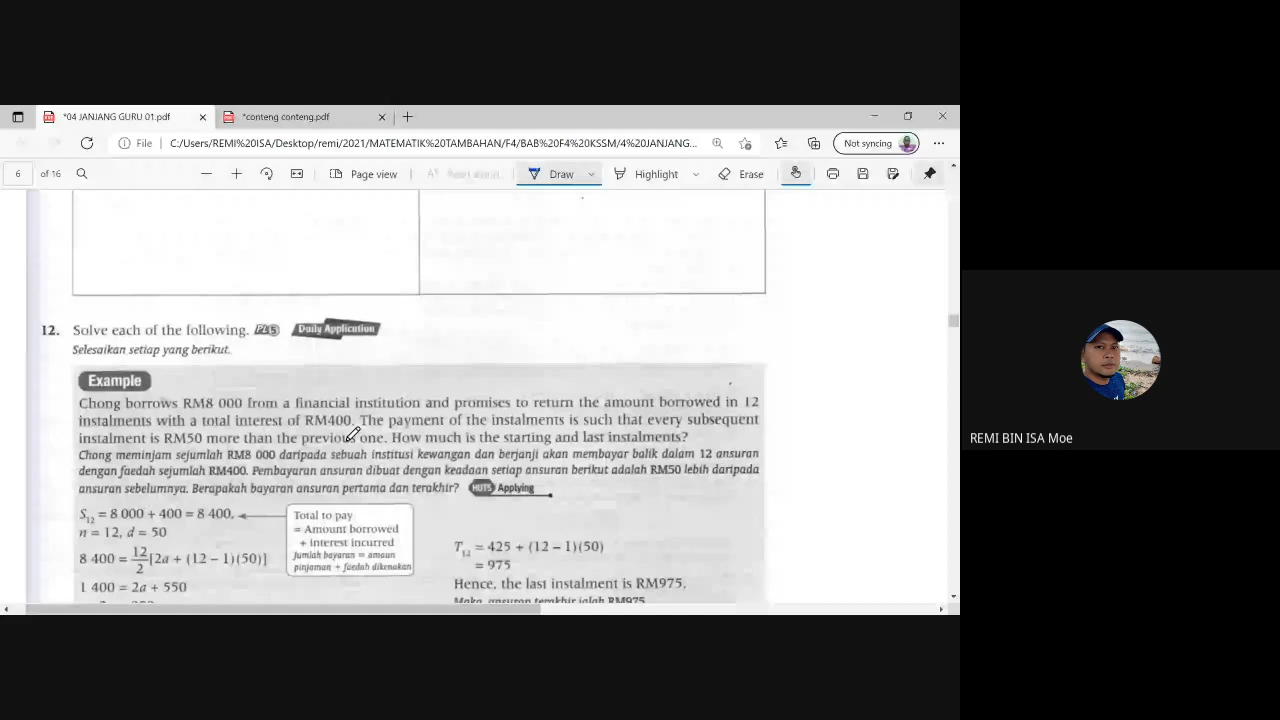 *04 JANJANG GURU 01.pdf
*conteng conteng.pdf
File
C:/Users/REMI%20ISA/Desktop/remi/2021/MATEMATIK%20TAMBAHAN/F4/BAB%20F4%20KSSM/4%20JANJANG...
Not syncing
6 of 16
Page view
Read aloud
Draw
Highlight
Erase
12. Solve each of the following. PL5 Daily Application
Selesaikan setiap yang berikut.
Example
Chong borrows RM8 000 from a financial institution and promises to return the amount borrowed in 12
instalments with a total interest of RM400. The payment of the instalments is such that every subsequent
instalment is RM50 more than the previous one. How much is the starting and last instalments?
Chong meminjam sejumlah RM8 000 daripada sebuah institusi kewangan dan berjanji akan membayar balik dalam 12 ansuran
dengan faedah sejumlah RM400. Pembayaran ansuran dibuat dengan keadaan setiap ansuran berikut adalah RM50 lebih daripada
ansuran sebelumnya. Berapakah bayaran ansuran pertama dan terakhir? HOTS Applying
S₁₂ = 8 000 + 400 = 8 400.
n = 12, d = 50
8 400 = 12/2 [2a + (12 – 1)(50)]
1 400 = 2a + 550
Total to pay
= Amount borrowed
+ interest incurred
Jumlah bayaran = amaun
pinjaman + faedah dikenakan
T₁₂ = 425 + (12 – 1)(50)
= 975
Hence, the last instalment is RM975.
Maka, ansuran terakhir ialah RM975.
REMI BIN ISA Moe